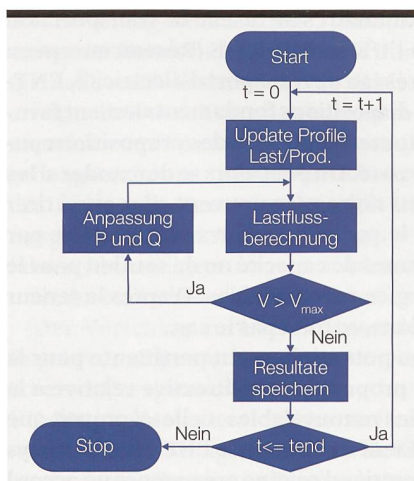 Start
t=0
t = t+1
Update Profile
Last/Prod.
Anpassung
P und Q
Lastfluss-
berechnung
Ja
V > Vmax
Nein
Resultate
speichern
Stop
Nein
t<= tend
Ja